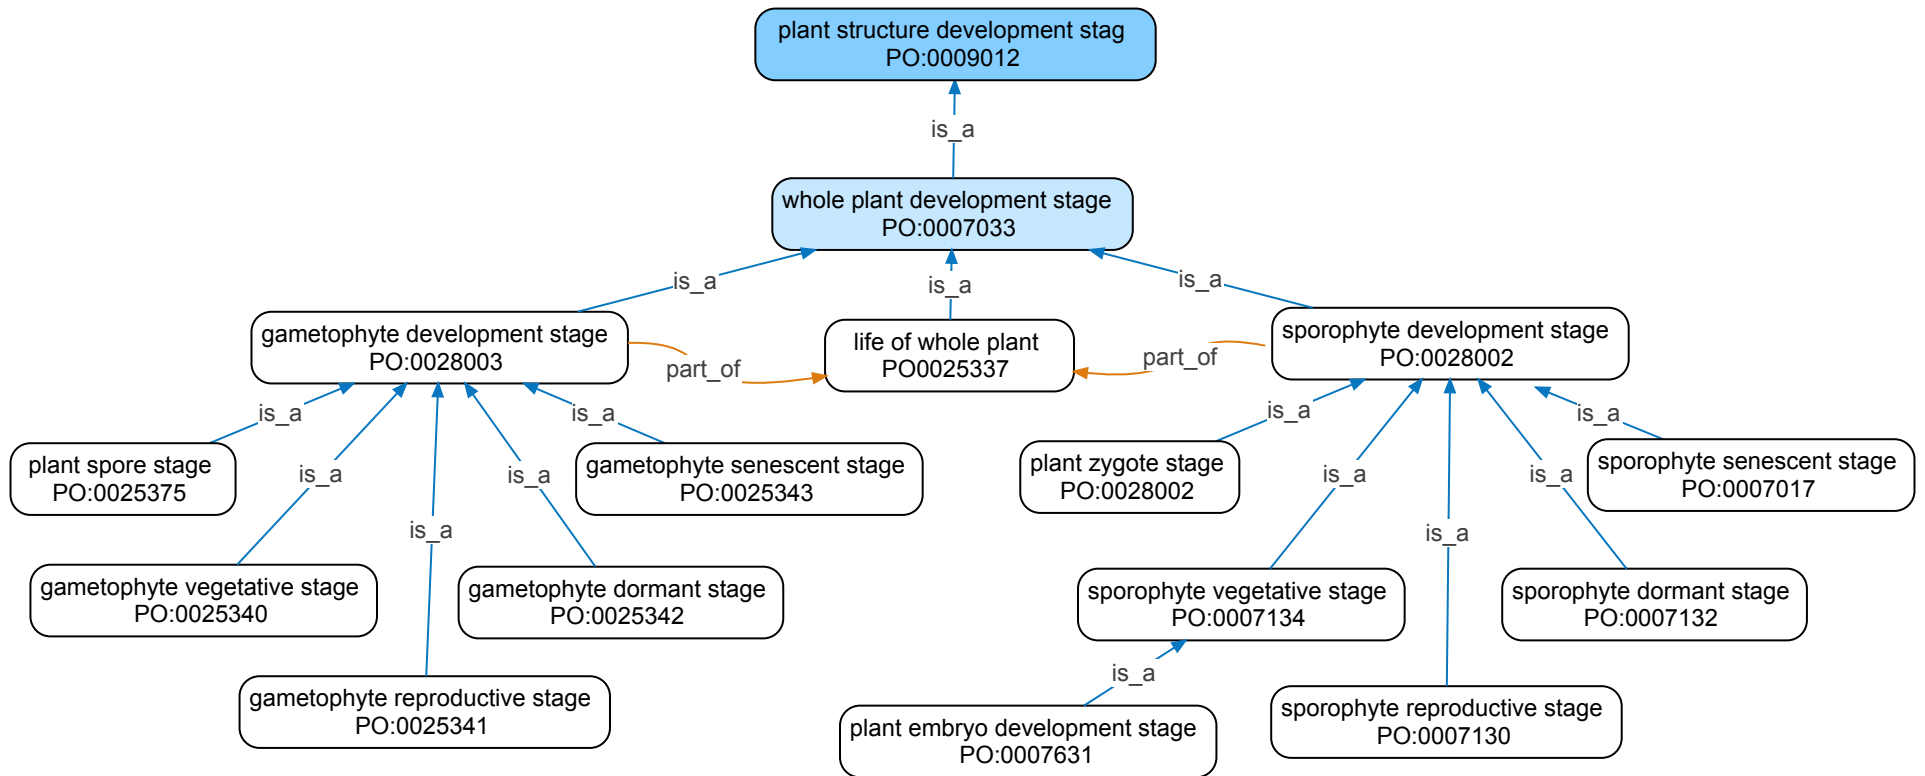 plant structure development stag
PO:0009012
is_a
whole plant development stage
PO:0007033
is_a
is_a
is_a
gametophyte development stage
PO:0028003
part_of
life of whole plant
PO0025337
part_of
sporophyte development stage
PO:0028002
is_a
is_a
is_a
is_a
is_a
plant spore stage
PO:0025375
gametophyte senescent stage
PO:0025343
gametophyte vegetative stage
PO:0025340
gametophyte dormant stage
PO:0025342
gametophyte reproductive stage
PO:0025341
is_a
is_a
is_a
is_a
is_a
plant zygote stage
PO:0028002
sporophyte senescent stage
PO:0007017
sporophyte vegetative stage
PO:0007134
sporophyte dormant stage
PO:0007132
is_a
plant embryo development stage
PO:0007631
sporophyte reproductive stage
PO:0007130